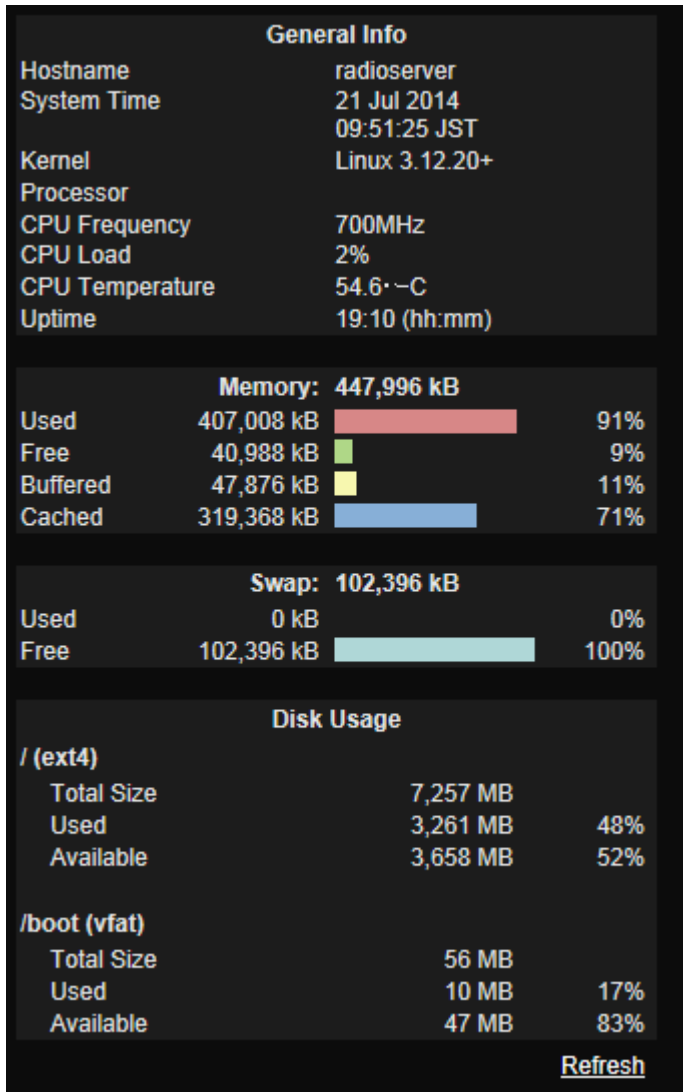 General Info
Hostname radioserver
System Time 21 Jul 2014
09:51:25 JST
Kernel Linux 3.12.20+
Processor
CPU Frequency 700MHz
CPU Load 2%
CPU Temperature 54.6・ｰC
Uptime 19:10 (hh:mm)
Memory: 447,996 kB
Used 407,008 kB 91%
Free 40,988 kB 9%
Buffered 47,876 kB 11%
Cached 319,368 kB 71%
Swap: 102,396 kB
Used 0 kB 0%
Free 102,396 kB 100%
Disk Usage
/ (ext4)
Total Size 7,257 MB
Used 3,261 MB 48%
Available 3,658 MB 52%
/boot (vfat)
Total Size 56 MB
Used 10 MB 17%
Available 47 MB 83%
Refresh